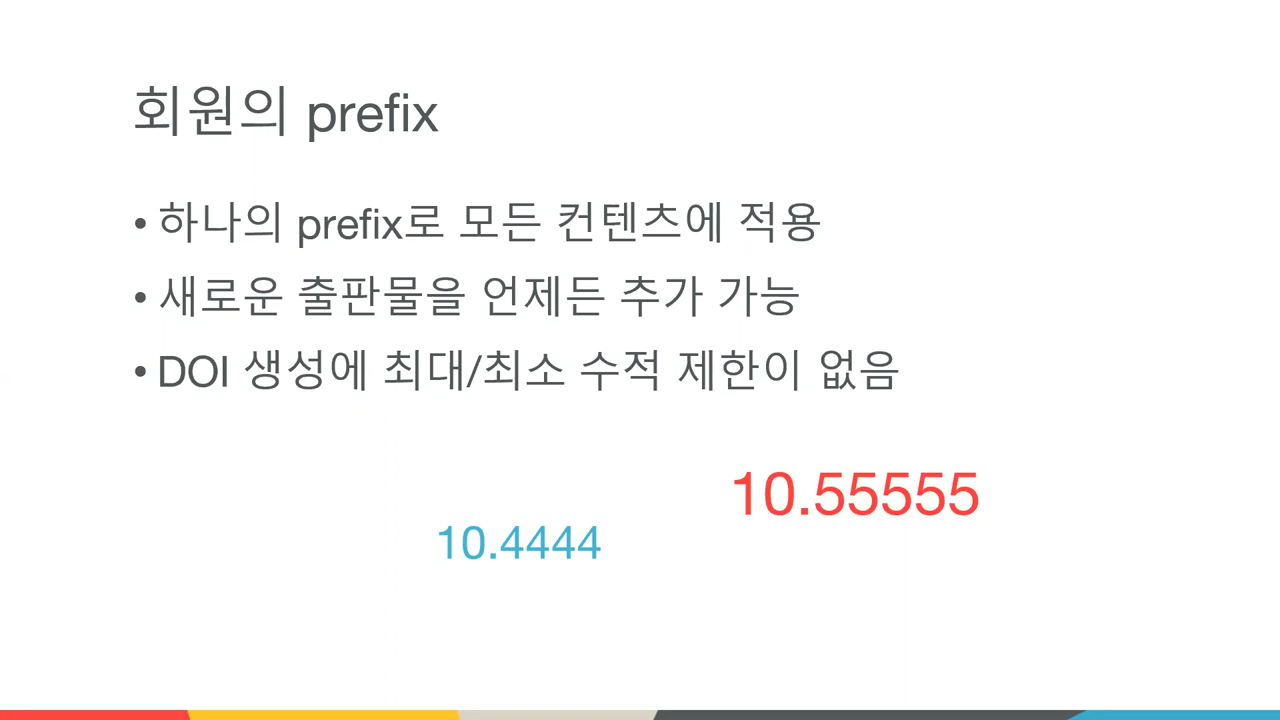 회원의 prefix
• 하나의 prefix로 모든 컨텐츠에 적용
• 새로운 출판물을 언제든 추가 가능
• DOI 생성에 최대/최소 수적 제한이 없음
10.55555
10.4444